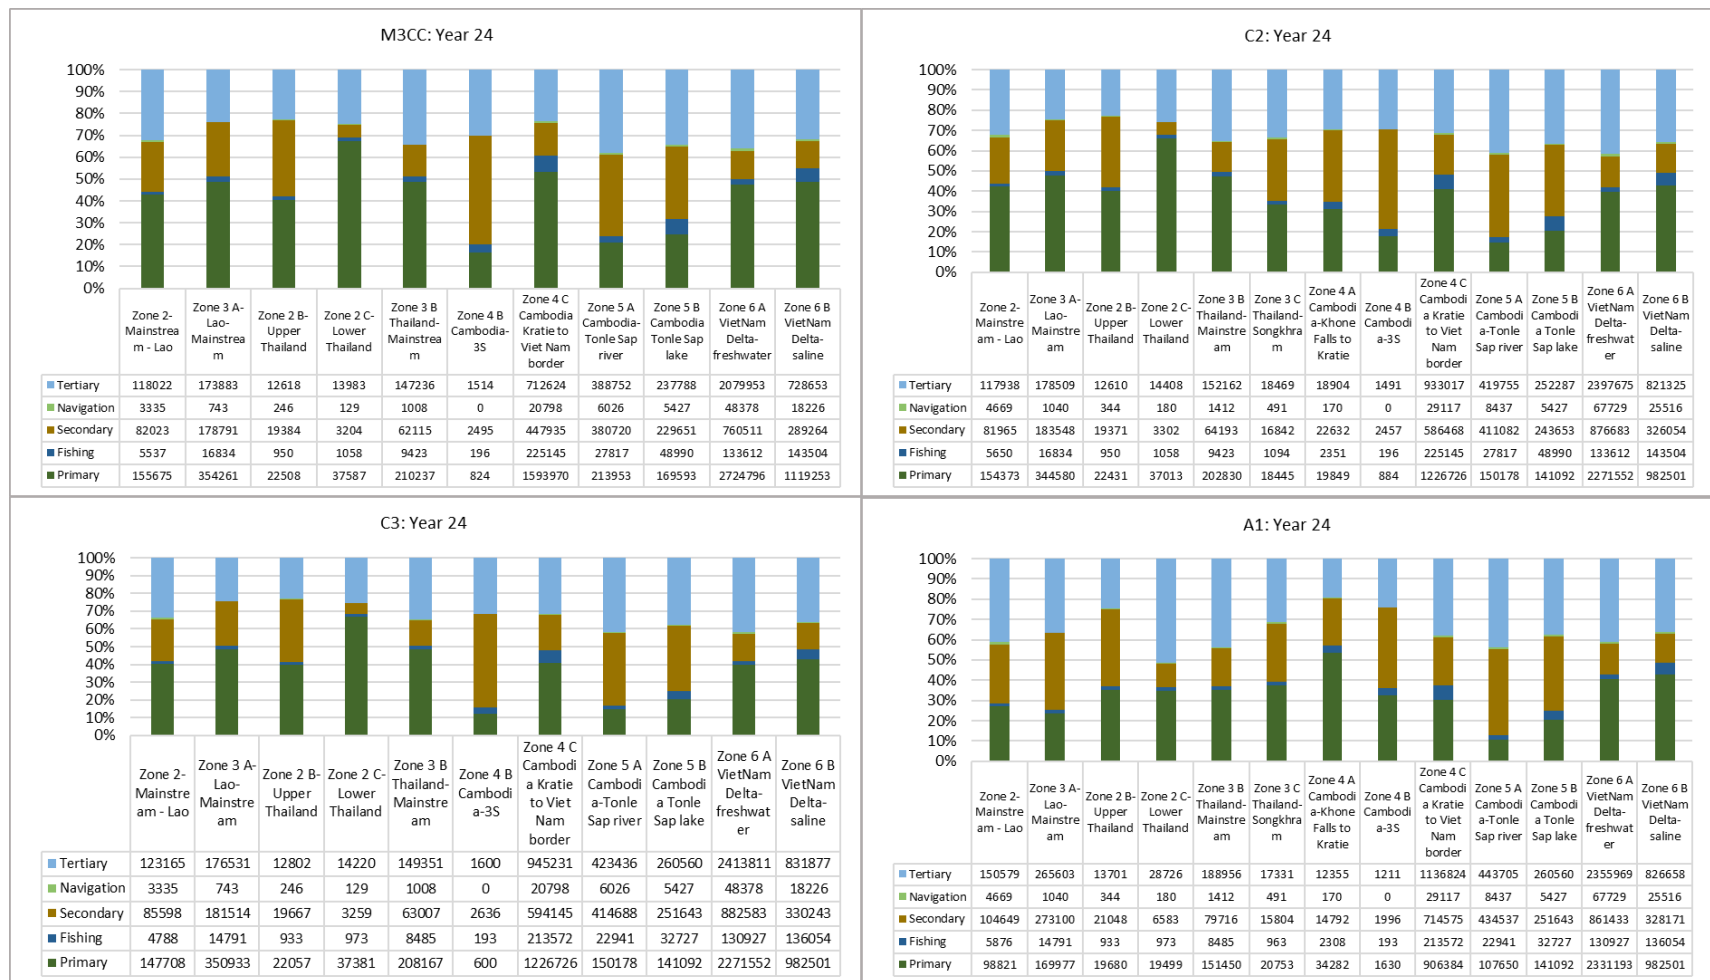 M3CC: Year 24
100%
90%
80%
70%
60%
50%
40%
30%
20%
10%
0%
Zone 2-Mainstream - Lao
Zone 3 A-Lao-Mainstream
Zone 2 B-Upper Thailand
Zone 2 C-Lower Thailand
Zone 3 B Thailand-Mainstream
Zone 4 B Cambodia-3S
Zone 4 C Cambodia Kratie to Viet Nam border
Zone 5 A Cambodia-Tonle Sap river
Zone 5 B Cambodia Tonle Sap lake
Zone 6 A VietNam Delta-freshwater
Zone 6 B VietNam Delta-saline
Tertiary 118022 173883 12618 13983 147236 1514 712624 388752 237788 2079953 728653
Navigation 3335 743 246 129 1008 0 20798 6026 5427 48378 18226
Secondary 82023 178791 19384 3204 62115 2495 447935 380720 229651 760511 289264
Fishing 5537 16834 950 1058 9423 196 225145 27817 48990 133612 143504
Primary 155675 354261 22508 37587 210237 824 1593970 213953 169593 2724796 1119253
C2: Year 24
100%
90%
80%
70%
60%
50%
40%
30%
20%
10%
0%
Zone 2-Mainstream - Lao
Zone 3 A-Lao-Mainstream
Zone 2 B-Upper Thailand
Zone 2 C-Lower Thailand
Zone 3 B Thailand-Mainstream
Zone 3 C Thailand-Songkhram
Zone 4 A Cambodia-Khone Falls to Kratie
Zone 4 B Cambodia-3S
Zone 4 C Cambodia Kratie to Viet Nam border
Zone 5 A Cambodia-Tonle Sap river
Zone 5 B Cambodia Tonle Sap lake
Zone 6 A VietNam Delta-freshwater
Zone 6 B VietNam Delta-saline
Tertiary 117938 178509 12610 14408 152162 18469 18904 1491 933017 419755 252287 2397675 821325
Navigation 4669 1040 344 180 1412 491 170 0 29117 8437 5427 67729 25516
Secondary 81965 183548 19371 3302 64193 16842 22632 2457 586468 411082 243653 876683 326054
Fishing 5650 16834 950 1058 9423 1094 2351 196 225145 27817 48990 133612 143504
Primary 154373 344580 22431 37013 202830 18445 19849 884 1226726 150178 141092 2271552 982501
C3: Year 24
100%
90%
80%
70%
60%
50%
40%
30%
20%
10%
0%
Zone 2-Mainstream - Lao
Zone 3 A-Lao-Mainstream
Zone 2 B-Upper Thailand
Zone 2 C-Lower Thailand
Zone 3 B Thailand-Mainstream
Zone 4 B Cambodia-3S
Zone 4 C Cambodia Kratie to Viet Nam border
Zone 5 A Cambodia-Tonle Sap river
Zone 5 B Cambodia Tonle Sap lake
Zone 6 A VietNam Delta-freshwater
Zone 6 B VietNam Delta-saline
Tertiary 123165 176531 12802 14220 149351 1600 945231 423436 260560 2413811 831877
Navigation 3335 743 246 129 1008 0 20798 6026 5427 48378 18226
Secondary 85598 181514 19667 3259 63007 2636 594145 414688 251643 882583 330243
Fishing 4788 14791 933 973 8485 193 213572 22941 32727 130927 136054
Primary 147708 350933 22057 37381 208167 600 1226726 150178 141092 2271552 982501
A1: Year 24
100%
90%
80%
70%
60%
50%
40%
30%
20%
10%
0%
Zone 2-Mainstream - Lao
Zone 3 A-Lao-Mainstream
Zone 2 B-Upper Thailand
Zone 2 C-Lower Thailand
Zone 3 B Thailand-Mainstream
Zone 3 C Thailand-Songkhram
Zone 4 A Cambodia-Khone Falls to Kratie
Zone 4 B Cambodia-3S
Zone 4 C Cambodia Kratie to Viet Nam border
Zone 5 A Cambodia-Tonle Sap river
Zone 5 B Cambodia Tonle Sap lake
Zone 6 A VietNam Delta-freshwater
Zone 6 B VietNam Delta-saline
Tertiary 150579 265603 13701 28726 188956 17331 12355 1211 1136824 443705 260560 2355969 826658
Navigation 4669 1040 344 180 1412 491 170 0 29117 8437 5427 67729 25516
Secondary 104649 273100 21048 6583 79716 15804 14792 1996 714575 434537 251643 861433 328171
Fishing 5876 14791 933 973 8485 963 2308 193 213572 22941 32727 130927 136054
Primary 98821 169977 19680 19499 151450 20753 34282 1630 906384 107650 141092 2331193 982501